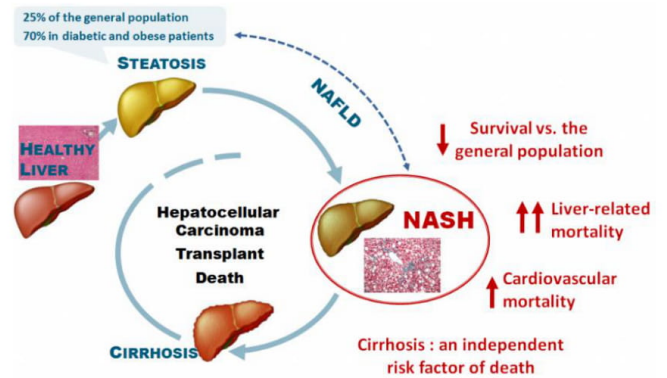 25% of the general population
70% in diabetic and obese patients
STEATOSIS
NAFLD
HEALTHY
LIVER
Survival vs. the
general population
Hepatocellular
Carcinoma
Transplant
Death
NASH
Liver-related
mortality
Cardiovascular
mortality
CIRRHOSIS
Cirrhosis : an independent
risk factor of death